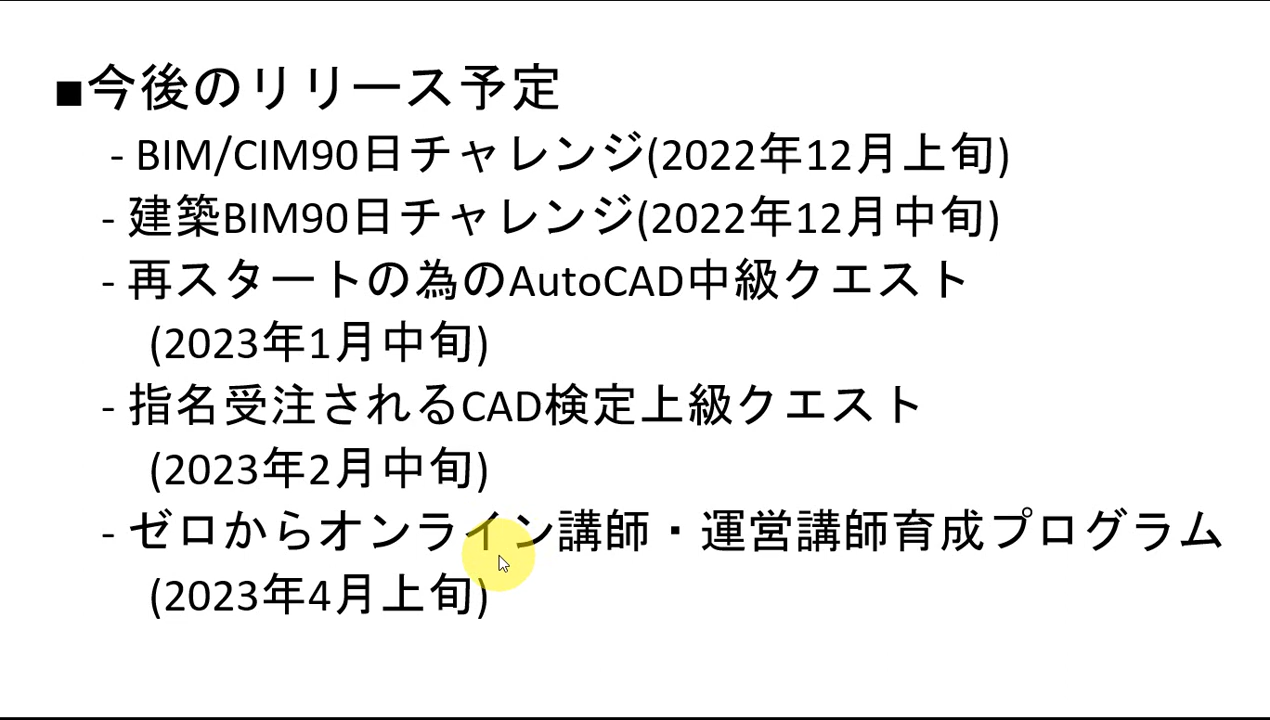 ■今後のリリース予定
- BIM/CIM90日チャレンジ(2022年12月上旬)
- 建築BIM90日チャレンジ(2022年12月中旬)
- 再スタートの為のAutoCAD中級クエスト
(2023年1月中旬)
- 指名受注されるCAD検定上級クエスト
(2023年2月中旬)
- ゼロからオンライン講師・運営講師育成プログラム
(2023年4月上旬)